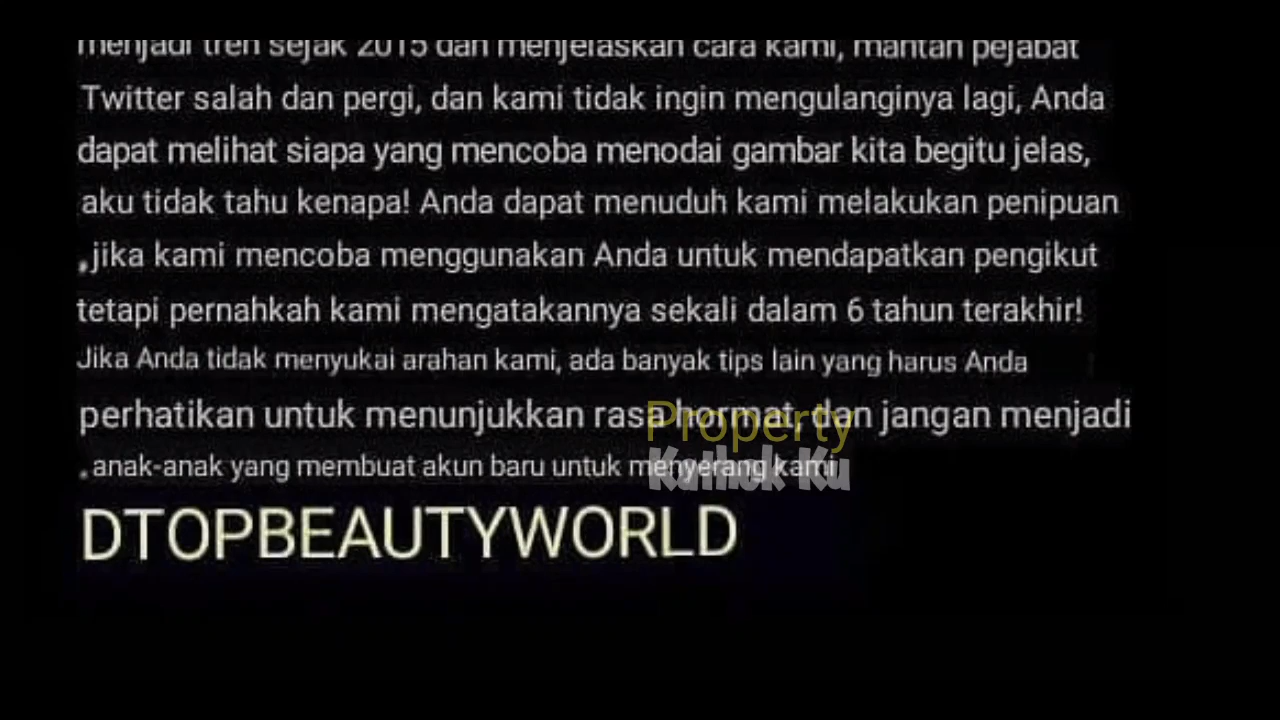 menjadi tren sejak 2015 dan menjelaskan cara kami, mantan pejabat
Twitter salah dan pergi, dan kami tidak ingin mengulanginya lagi, Anda
dapat melihat siapa yang mencoba menodai gambar kita begitu jelas,
aku tidak tahu kenapa! Anda dapat menuduh kami melakukan penipuan
,jika kami mencoba menggunakan Anda untuk mendapatkan pengikut
tetapi pernahkah kami mengatakannya sekali dalam 6 tahun terakhir!
Jika Anda tidak menyukai arahan kami, ada banyak tips lain yang harus Anda
perhatikan untuk menunjukkan rasa hormat, dan jangan menjadi
.anak-anak yang membuat akun baru untuk menyerang kami
DTOPBEAUTYWORLD
Property
Kathok Ku